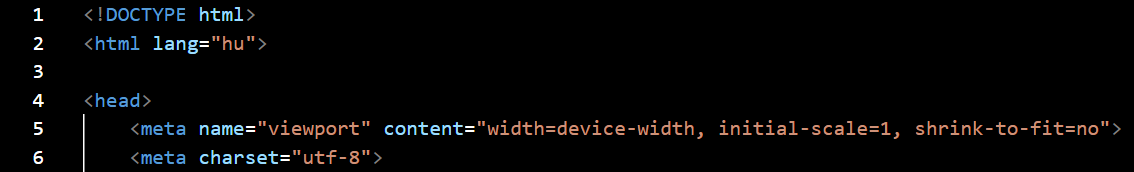 1 <!DOCTYPE html>
2 <html lang="hu">
3
4 <head>
5 <meta name="viewport" content="width=device-width, initial-scale=1, shrink-to-fit=no">
6 <meta charset="utf-8">